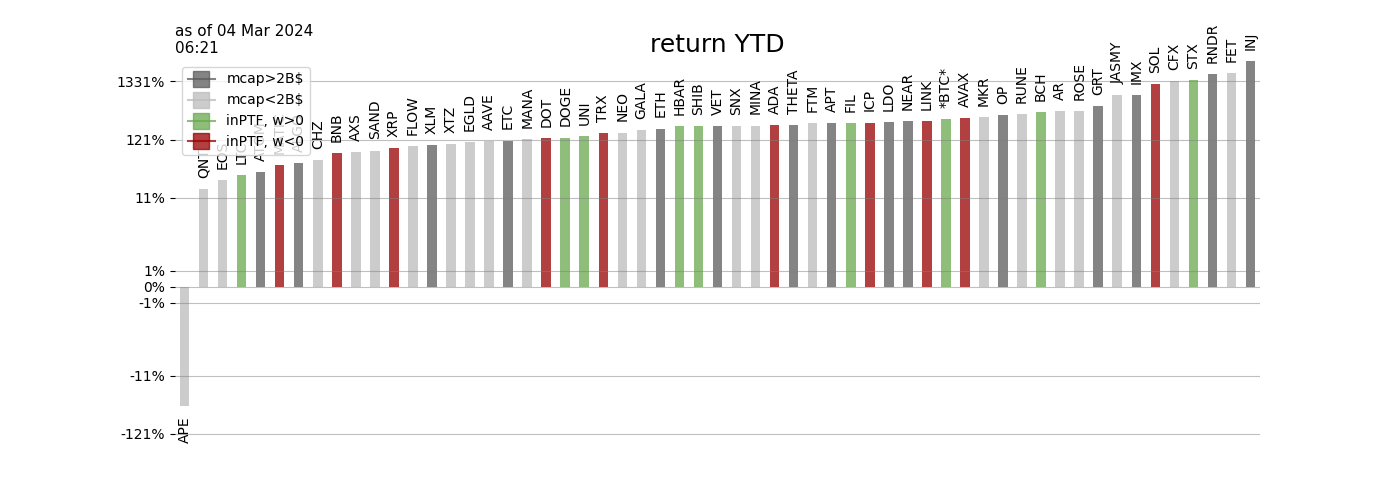 as of 04 Mar 2024
06:21
return YTD
mcap>2B$
mcap<2B$
inPTF, w>0
inPTF, w<0
1331%
121%
11%
1%
0%
-1%
-11%
-121%
APE
QNT
EOS
LTC
CHZ
BNB
AXS
SAND
XRP
FLOW
XLM
XTZ
EGLD
AAVE
ETC
MANA
DOT
DOGE
UNI
TRX
NEO
GALA
ETH
HBAR
SHIB
VET
SNX
MINA
ADA
THETA
FTM
APT
FIL
ICP
LDO
NEAR
LINK
*BTC*
AVAX
MKR
OP
RUNE
BCH
AR
ROSE
GRT
JASMY
IMX
SOL
CFX
STX
RNDR
FET
INJ